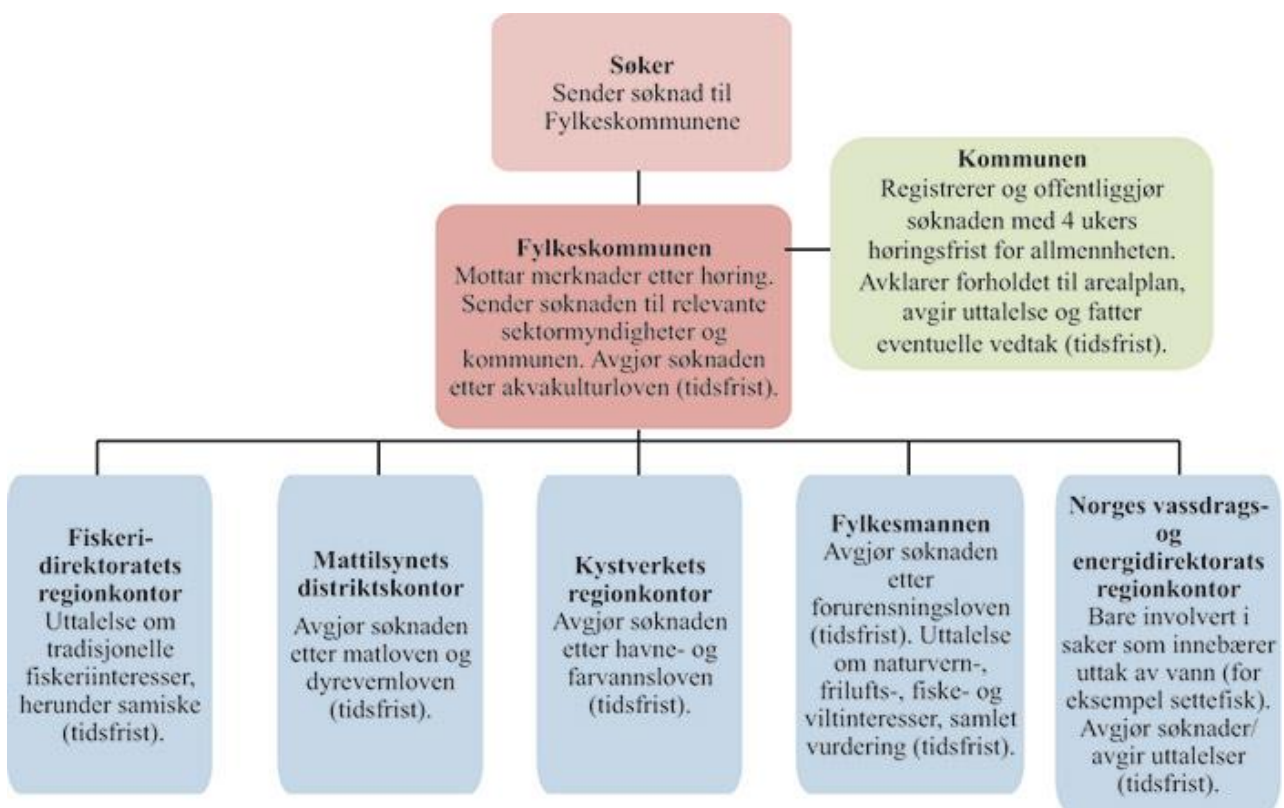 Søker
Sender søknad til
Fylkeskommunene
Kommunen
Registrerer og offentliggjør
søknaden med 4 ukers
høringsfrist for allmennheten.
Avklarer forholdet til arealplan,
avgir uttalelse og fatter
eventuelle vedtak (tidsfrist).
Fylkeskommunen
Mottar merknader etter høring.
Sender søknaden til relevante
sektormyndigheter og
kommunen. Avgjør søknaden
etter akvakulturloven (tidsfrist).
Fiskeri-
direktoratets
regionkontor
Uttalelse om
tradisjonelle
fiskeriinteresser,
herunder samiske
(tidsfrist).
Mattilsynets
distriktskontor
Avgjør søknaden
etter matloven og
dyrevernloven
(tidsfrist).
Kystverkets
regionkontor
Avgjør søknaden
etter havne- og
farvannsloven
(tidsfrist).
Fylkesmannen
Avgjør søknaden
etter
forurensningsloven
(tidsfrist). Uttalelse
om naturvern-,
frilufts-, fiske- og
viltinteresser, samlet
vurdering (tidsfrist).
Norges vassdrags-
og
energidirektorats
regionkontor
Bare involvert i
saker som innebærer
uttak av vann (for
eksempel settefisk).
Avgjør søknader/
avgir uttalelser
(tidsfrist).